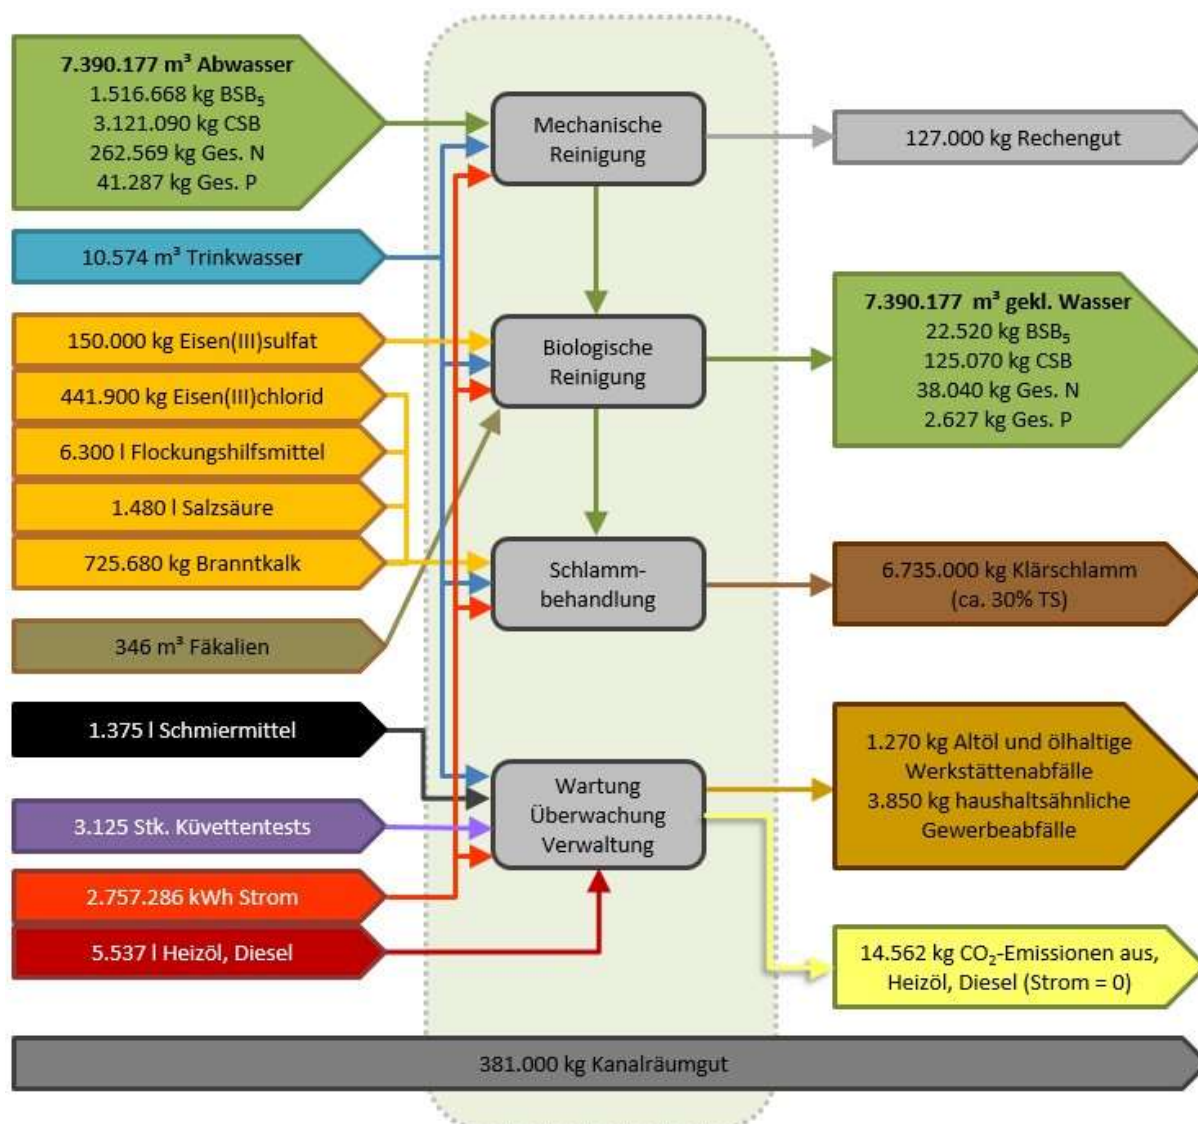 7.390.177 m³ Abwasser
1.516.668 kg BSB₅
3.121.090 kg CSB
262.569 kg Ges. N
41.287 kg Ges. P
10.574 m³ Trinkwasser
150.000 kg Eisen(III)sulfat
441.900 kg Eisen(III)chlorid
6.300 l Flockungshilfsmittel
1.480 l Salzsäure
725.680 kg Branntkalk
346 m³ Fäkalien
1.375 l Schmiermittel
3.125 Stk. Küvettentests
2.757.286 kWh Strom
5.537 l Heizöl, Diesel
Mechanische
Reinigung
Biologische
Reinigung
Schlamm-
behandlung
Wartung
Überwachung
Verwaltung
127.000 kg Rechengut
7.390.177 m³ gekl. Wasser
22.520 kg BSB₅
125.070 kg CSB
38.040 kg Ges. N
2.627 kg Ges. P
6.735.000 kg Klärschlamm
(ca. 30% TS)
1.270 kg Altöl und ölhaltige
Werkstättenabfälle
3.850 kg haushaltsähnliche
Gewerbeabfälle
14.562 kg CO₂-Emissionen aus,
Heizöl, Diesel (Strom = 0)
381.000 kg Kanalräumgut